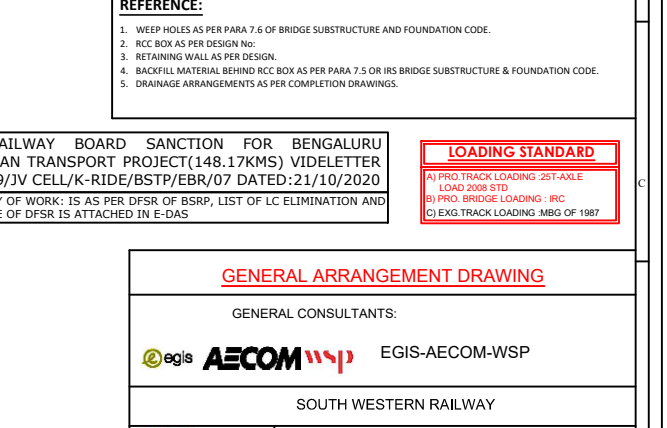 REFERENCE:
1. WEEP HOLES AS PER PARA 7.6 OF BRIDGE SUBSTRUCTURE AND FOUNDATION CODE.
2. RCC BOX AS PER DESIGN No:
3. RETAINING WALL AS PER DESIGN.
4. BACKFILL MATERIAL BEHIND RCC BOX AS PER PARA 7.5 OR IRS BRIDGE SUBSTRUCTURE & FOUNDATION CODE.
5. DRAINAGE ARRANGEMENTS AS PER COMPLETION DRAWINGS.
AILWAY BOARD SANCTION FOR BENGALURU
AN TRANSPORT PROJECT(148.17KMS) VIDELETTER
9/JV CELL/K-RIDE/BSTP/EBR/07 DATED:21/10/2020
Y OF WORK: IS AS PER DFSR OF BSRP, LIST OF LC ELIMINATION AND
E OF DFSR IS ATTACHED IN E-DAS
LOADING STANDARD
A) PRO.TRACK LOADING :25T-AXLE
LOAD 2008 STD
B) PRO. BRIDGE LOADING : IRC
C) EXG.TRACK LOADING :MBG OF 1987
C
GENERAL ARRANGEMENT DRAWING
GENERAL CONSULTANTS:
egis AECOM wsp EGIS-AECOM-WSP
SOUTH WESTERN RAILWAY